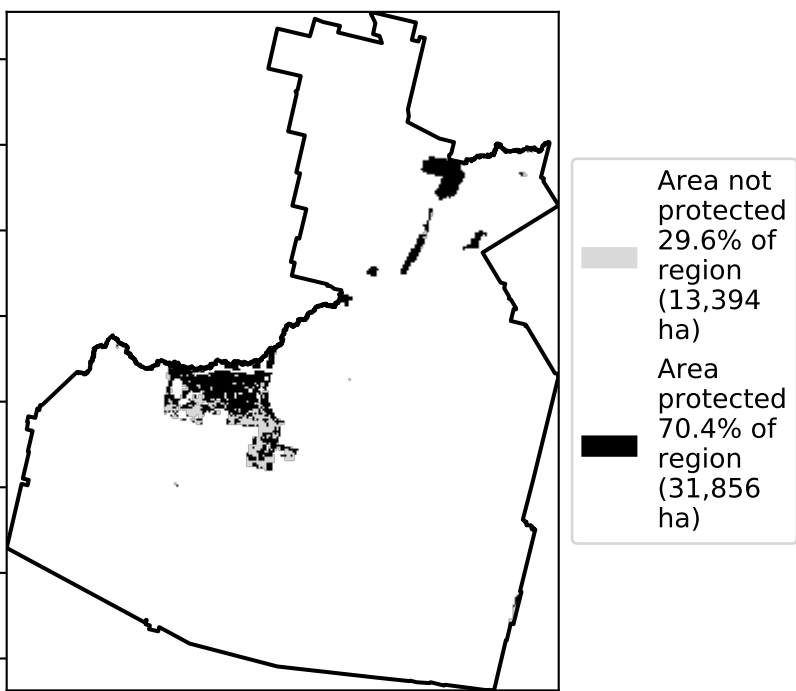 Area not
protected
29.6% of
region
(13,394
ha)
Area
protected
70.4% of
region
(31,856
ha)